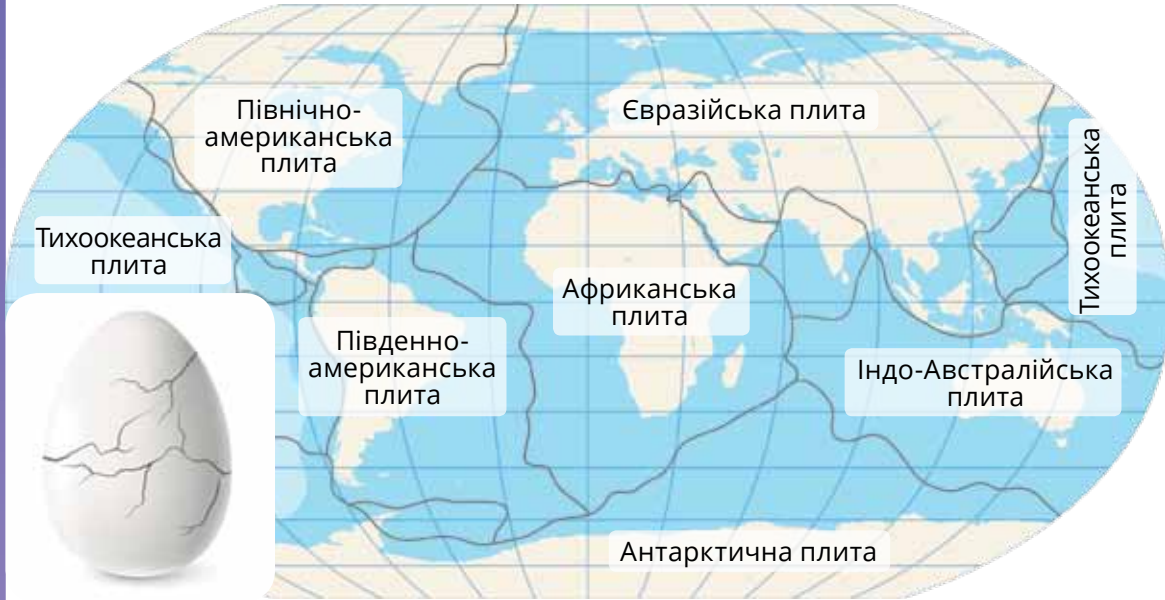 Північно-
американська
плита
Євразійська плита
Тихоокеанська
плита
Тихоокеанська
плита
Африканська
плита
Південно-
американська
плита
Індо-Австралійська
плита
Антарктична плита